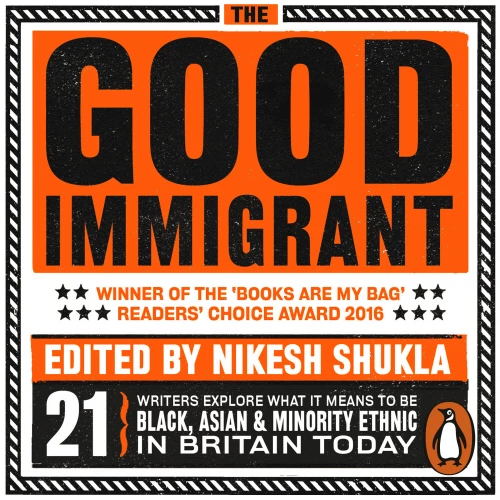 THE
GOOD
IMMIGRANT
WINNER OF THE 'BOOKS ARE MY BAG'
READERS' CHOICE AWARD 2016
EDITED BY NIKESH SHUKLA
21
WRITERS EXPLORE WHAT IT MEANS TO BE
BLACK, ASIAN & MINORITY ETHNIC
IN BRITAIN TODAY